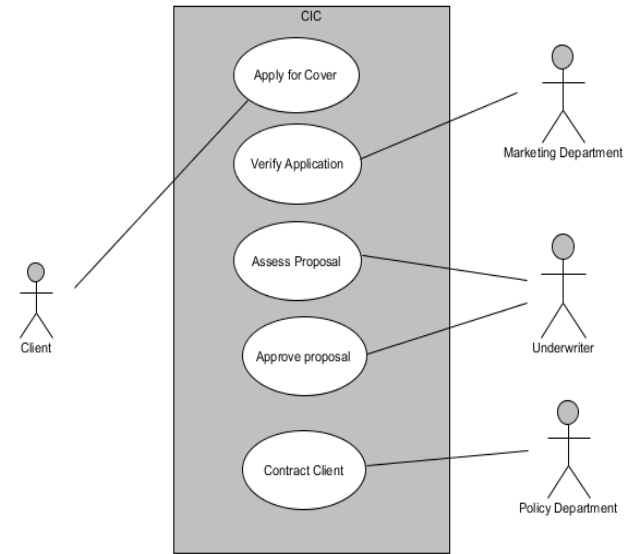 CIC
Apply for Cover
Verify Application
Marketing Department
Assess Proposal
Client
Underwriter
Approve proposal
Contract Client
Policy Department